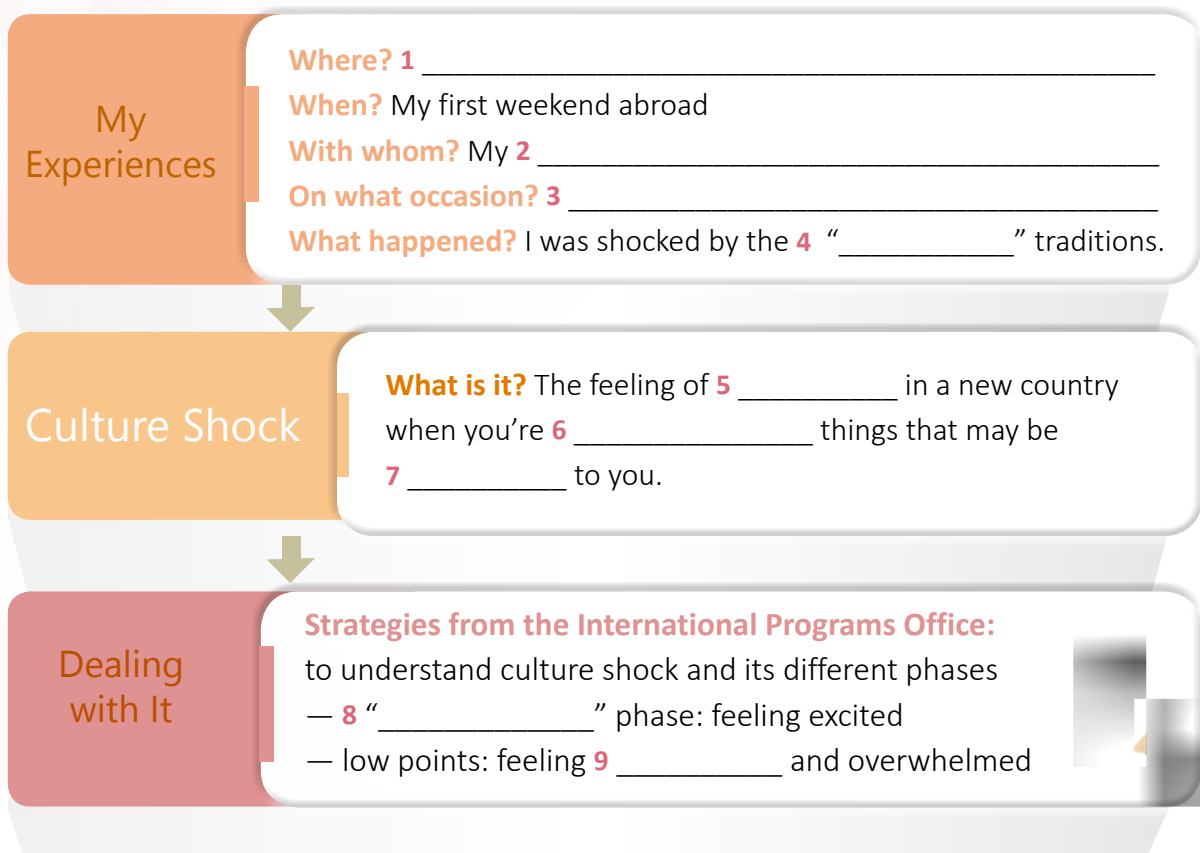 My
Experiences
Where? 1 ______________________________________________
When? My first weekend abroad
With whom? My 2 _______________________________________
On what occasion? 3 _____________________________________
What happened? I was shocked by the 4 “___________” traditions.
Culture Shock
What is it? The feeling of 5 __________ in a new country
when you’re 6 _______________ things that may be
7 __________ to you.
Dealing
with It
Strategies from the International Programs Office:
to understand culture shock and its different phases
— 8 “_____________” phase: feeling excited
— low points: feeling 9 __________ and overwhelmed